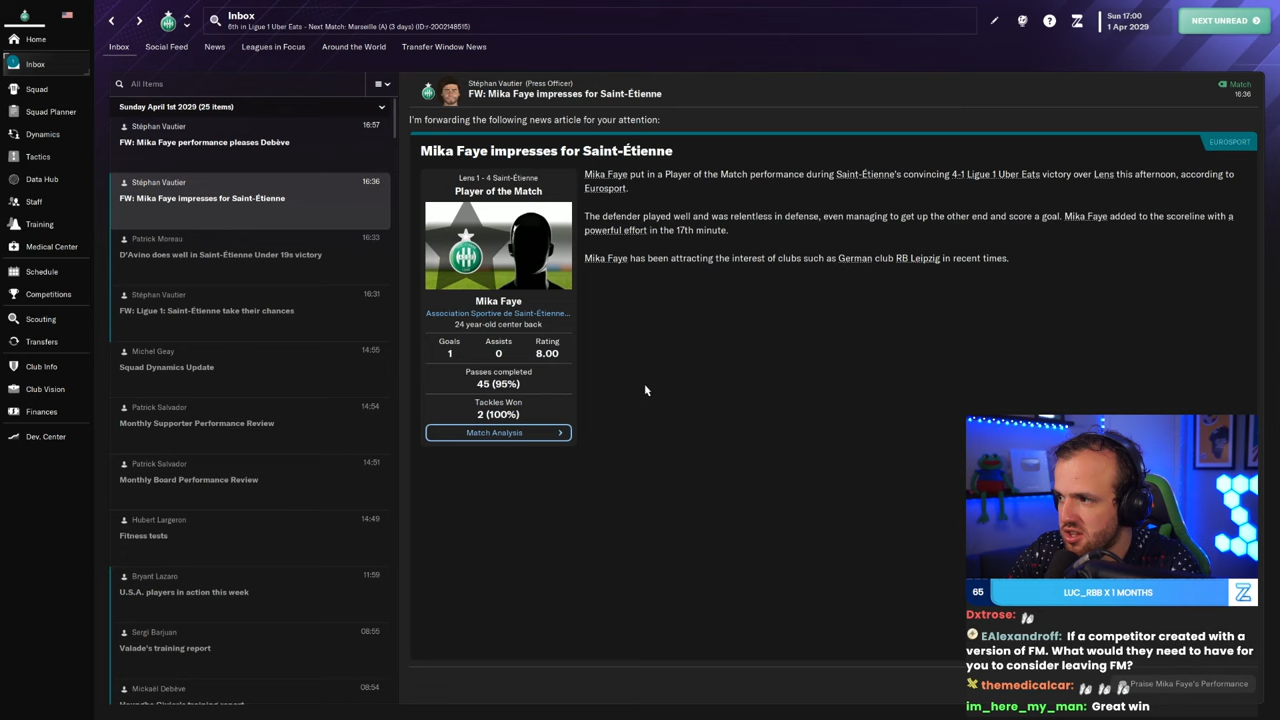 Inbox
6th in Ligue 1 Uber Eats - Next Match: Marseille (A) (3 days) (ID:r-2002148515)
Sun 17:00
1 Apr 2029
NEXT UNREAD
Inbox
Social Feed
News
Leagues in Focus
Around the World
Transfer Window News
Home
Inbox
Squad
Squad Planner
Dynamics
Tactics
Data Hub
Staff
Training
Medical Center
Schedule
Competitions
Scouting
Transfers
Club Info
Club Vision
Finances
Dev. Center
All Items
Sunday April 1st 2029 (25 items)
Stéphan Vautier 16:57
FW: Mika Faye performance pleases Debève
Stéphan Vautier 16:36
FW: Mika Faye impresses for Saint-Étienne
Patrick Moreau 16:33
D'Avino does well in Saint-Étienne Under 19s victory
Stéphan Vautier 16:31
FW: Ligue 1: Saint-Étienne take their chances
Michel Geay 14:55
Squad Dynamics Update
Patrick Salvador 14:54
Monthly Supporter Performance Review
Patrick Salvador 14:51
Monthly Board Performance Review
Hubert Largeron 14:49
Fitness tests
Bryant Lazaro 11:59
U.S.A. players in action this week
Sergi Barjuan 08:55
Valade's training report
Mickaël Debève 08:54
Stéphan Vautier (Press Officer)
FW: Mika Faye impresses for Saint-Étienne
Match
16:36
I'm forwarding the following news article for your attention:
EUROSPORT
Mika Faye impresses for Saint-Étienne
Lens 1 - 4 Saint-Étienne
Player of the Match
Mika Faye
Association Sportive de Saint-Étienne...
24 year-old center back
Goals Assists Rating
1 0 8.00
Passes completed
45 (95%)
Tackles Won
2 (100%)
Match Analysis
Mika Faye put in a Player of the Match performance during Saint-Étienne's convincing 4-1 Ligue 1 Uber Eats victory over Lens this afternoon, according to
Eurosport.
The defender played well and was relentless in defense, even managing to get up the other end and score a goal. Mika Faye added to the scoreline with a
powerful effort in the 17th minute.
Mika Faye has been attracting the interest of clubs such as German club RB Leipzig in recent times.
65 LUC_RBB X 1 MONTHS
Dxtrose:
EAlexandroff: If a competitor created with a
version of FM. What would they need to have for
you to consider leaving FM?
themedicalcar:
Praise Mika Faye's Performance
im_here_my_man: Great win